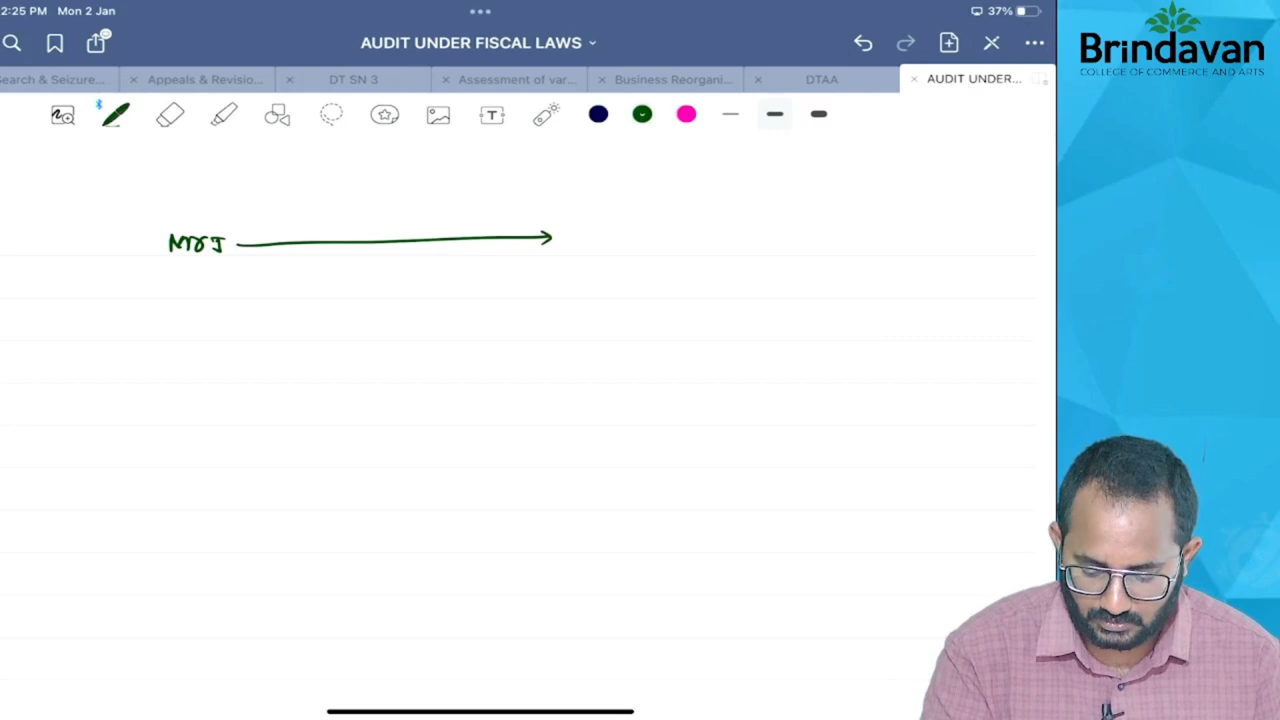 2:25 PM Mon 2 Jan
37%
AUDIT UNDER FISCAL LAWS
Brindavan
COLLEGE OF COMMERCE AND ARTS
earch & Seizure...
Appeals & Revisio...
DT SN 3
Assessment of var...
Business Reorgani...
DTAA
AUDIT UNDER...
T